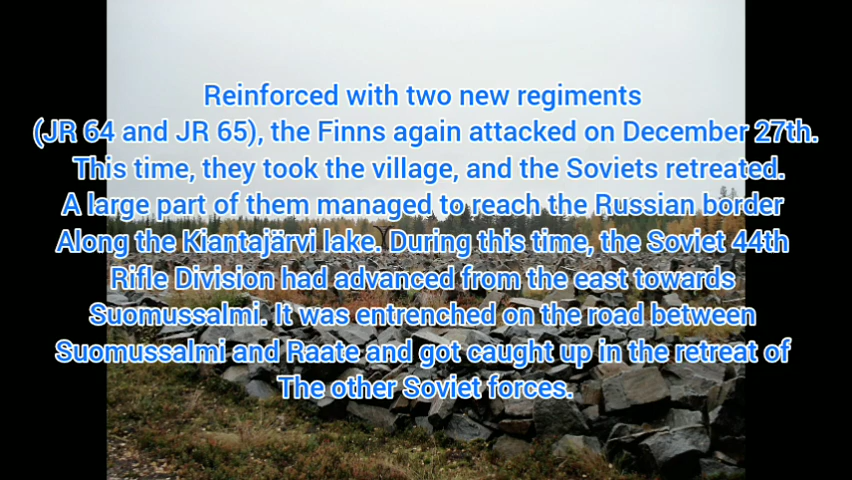 Reinforced with two new regiments
(JR 64 and JR 65), the Finns again attacked on December 27th.
This time, they took the village, and the Soviets retreated.
A large part of them managed to reach the Russian border
Along the Kiantajärvi lake. During this time, the Soviet 44th
Rifle Division had advanced from the east towards
Suomussalmi. It was entrenched on the road between
Suomussalmi and Raate and got caught up in the retreat of
The other Soviet forces.